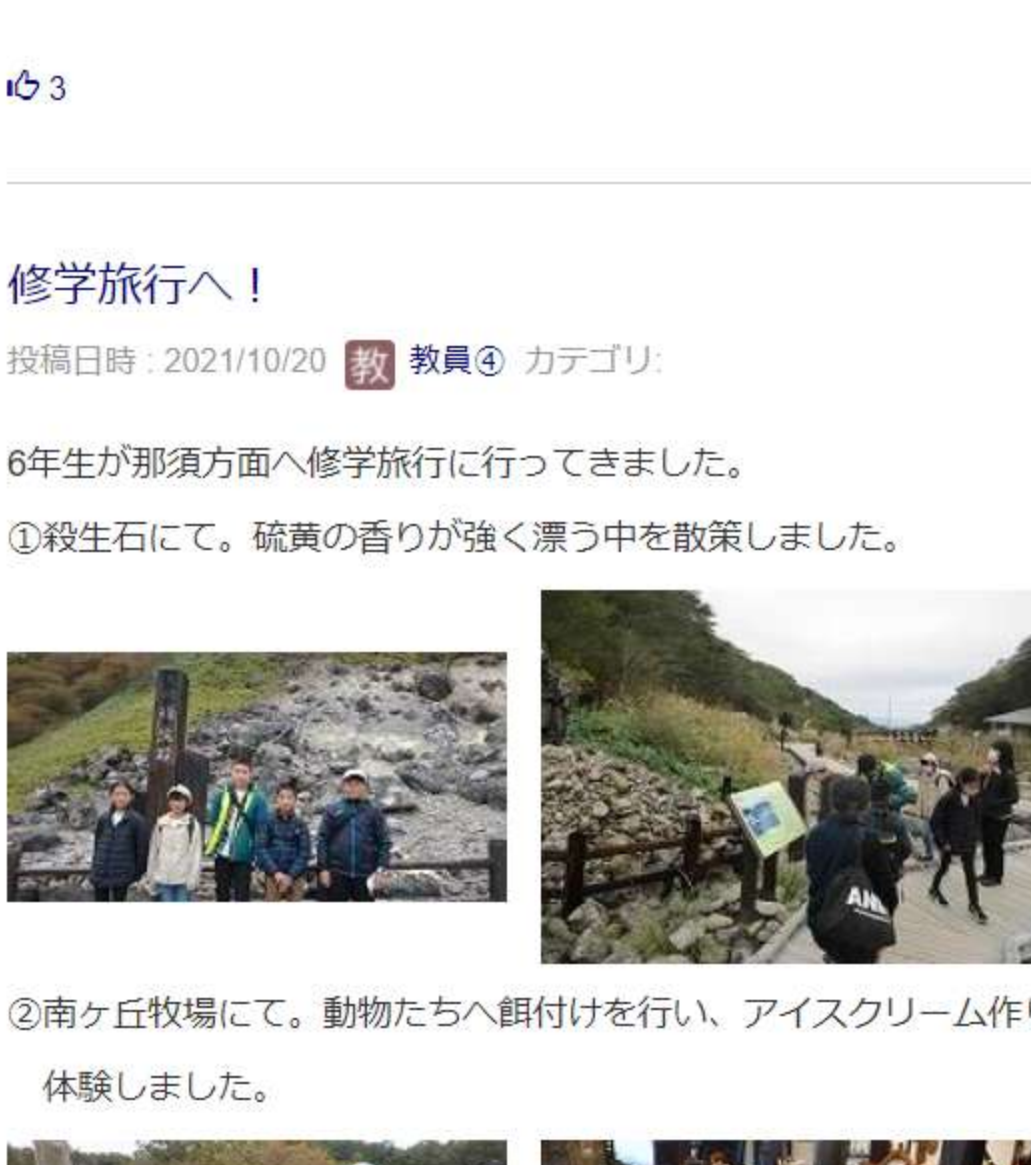 3
修学旅行へ！
投稿日時 : 2021/10/20 教 教員④ カテゴリ:
6年生が那須方面へ修学旅行に行ってきました。
①殺生石にて。硫黄の香りが強く漂う中を散策しました。
②南ヶ丘牧場にて。動物たちへ餌付けを行い、アイスクリーム作
体験しました。